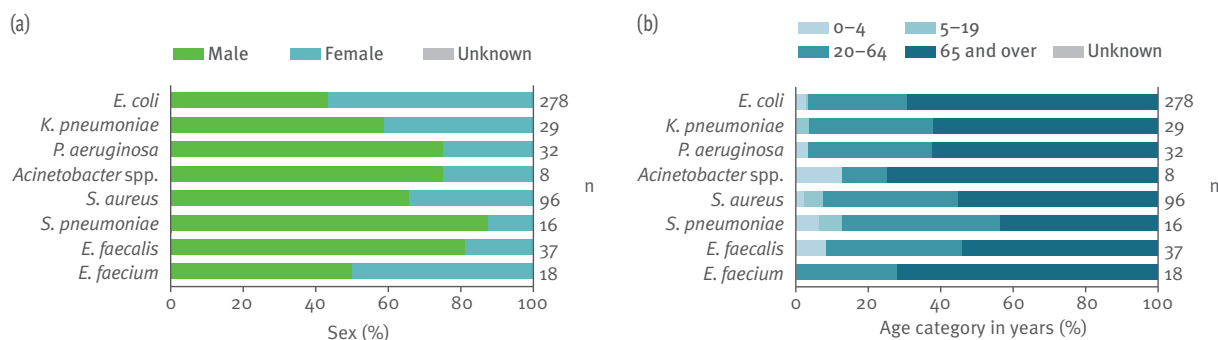 (a)
Male Female Unknown
E. coli 278
K. pneumoniae 29
P. aeruginosa 32
Acinetobacter spp. 8
n
S. aureus 96
S. pneumoniae 16
E. faecalis 37
E. faecium 18
0 20 40 60 80 100
Sex (%)
(b)
0–4 5–19
20–64 65 and over Unknown
E. coli 278
K. pneumoniae 29
P. aeruginosa 32
Acinetobacter spp. 8
n
S. aureus 96
S. pneumoniae 16
E. faecalis 37
E. faecium 18
0 20 40 60 80 100
Age category in years (%)